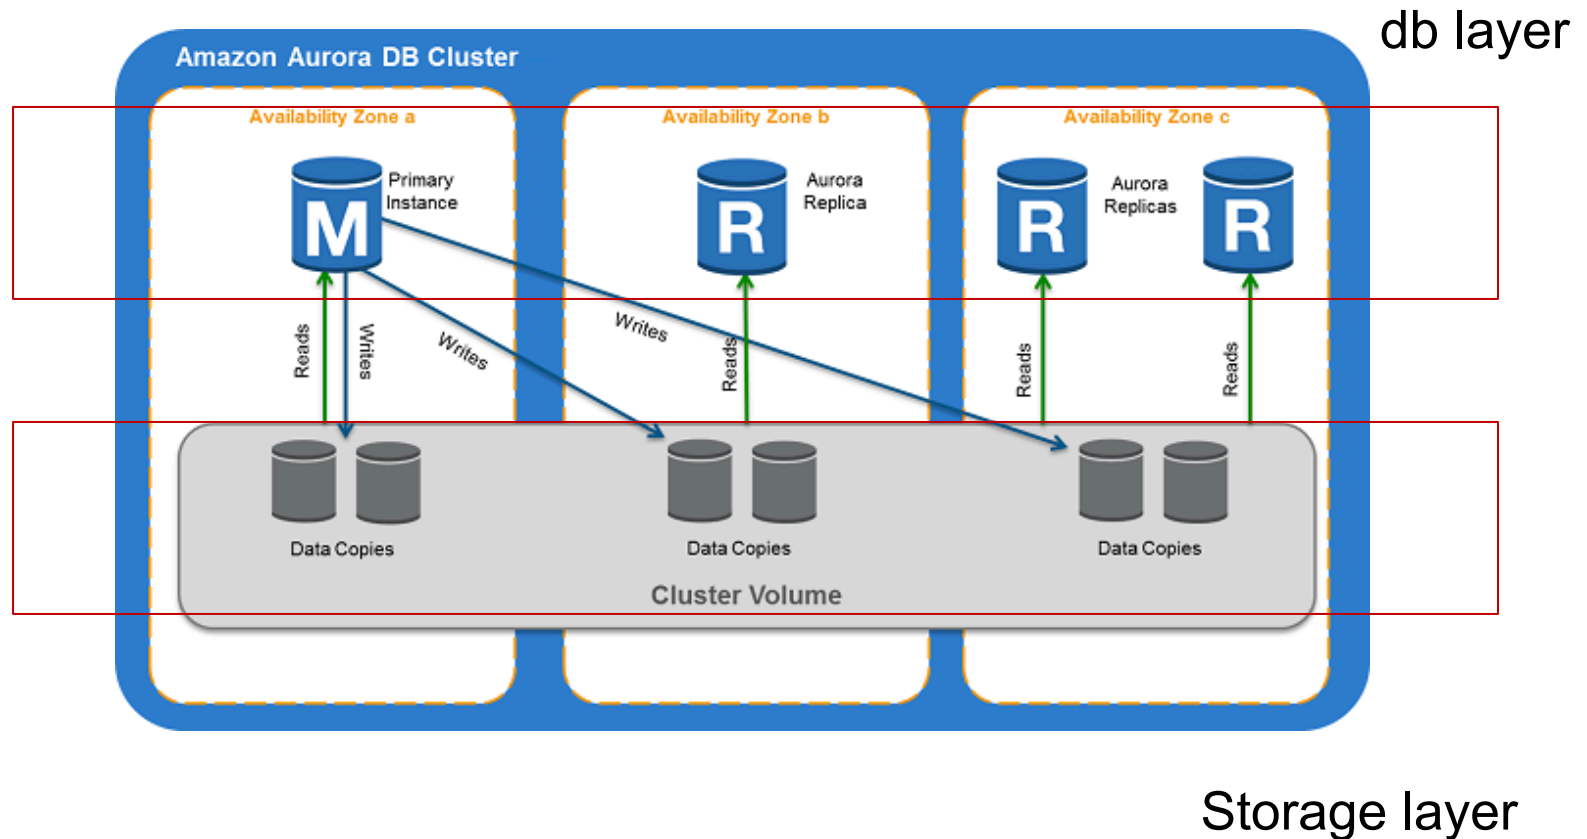 db layer
Amazon Aurora DB Cluster
Availability Zone a
Availability Zone b
Availability Zone c
M
Primary
Instance
R
Aurora
Replica
R
Aurora
Replicas
R
Reads
Writes
Writes
Writes
Reads
Reads
Reads
Data Copies
Data Copies
Data Copies
Cluster Volume
Storage layer